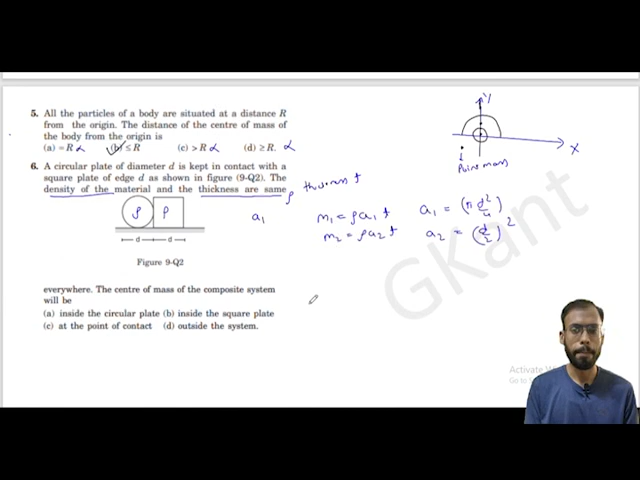 5. All the particles of a body are situated at a distance R
from the origin. The distance of the centre of mass of
the body from the origin is
(a) = R (b) ≤ R (c) > R (d) ≥ R.
6. A circular plate of diameter d is kept in contact with a
square plate of edge d as shown in figure (9-Q2). The
density of the material and the thickness are same
ρ thickness t
ρ ρ
d d
Figure 9-Q2
everywhere. The centre of mass of the composite system
will be
(a) inside the circular plate (b) inside the square plate
(c) at the point of contact (d) outside the system.
Y
X
Point mass
a₁
m₁ = ρa₁t a₁ = (π d²/4)
m₂ = ρa₂t a₂ = (d/2)²
GKant
Activate